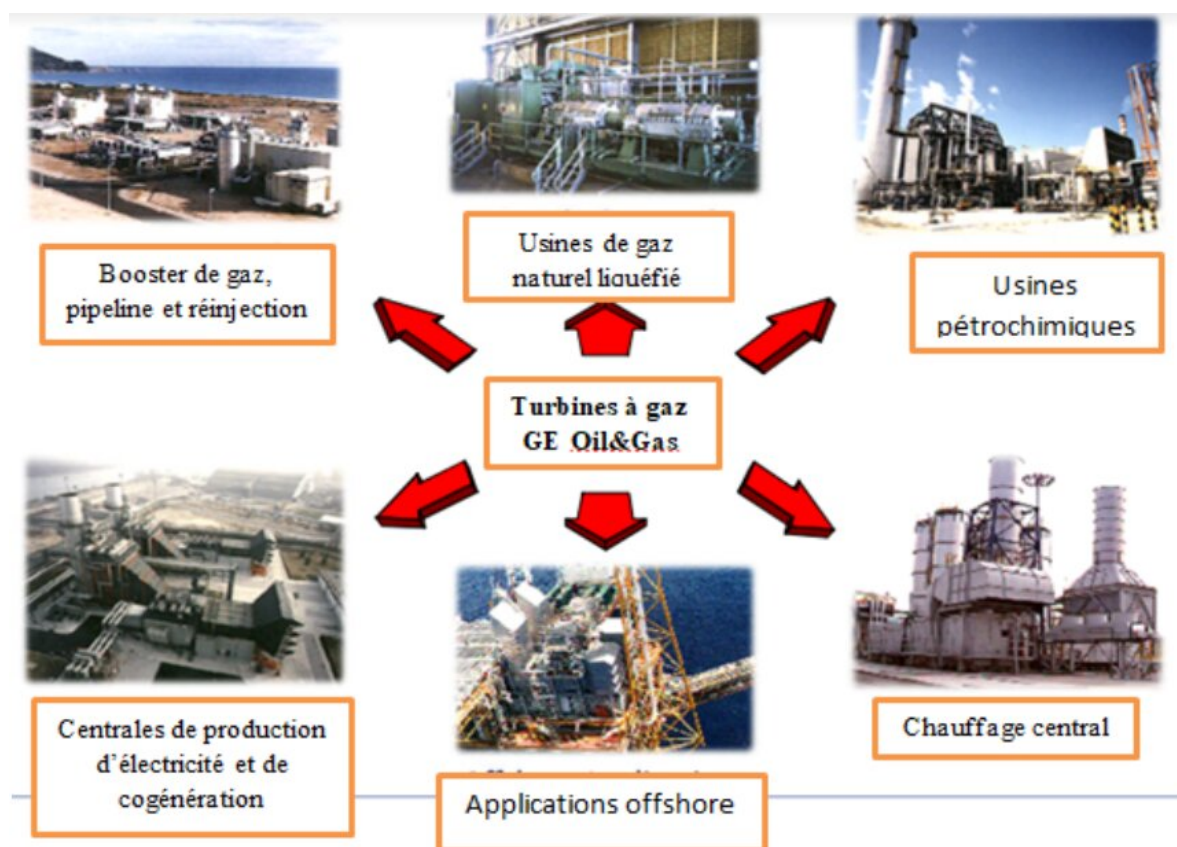 Booster de gaz,
pipeline et réinjection
Usines de gaz
naturel liquéfié
Usines
pétrochimiques
Turbines à gaz
GE Oil&Gas
Centrales de production
d'électricité et de
cogénération
Applications offshore
Chauffage central